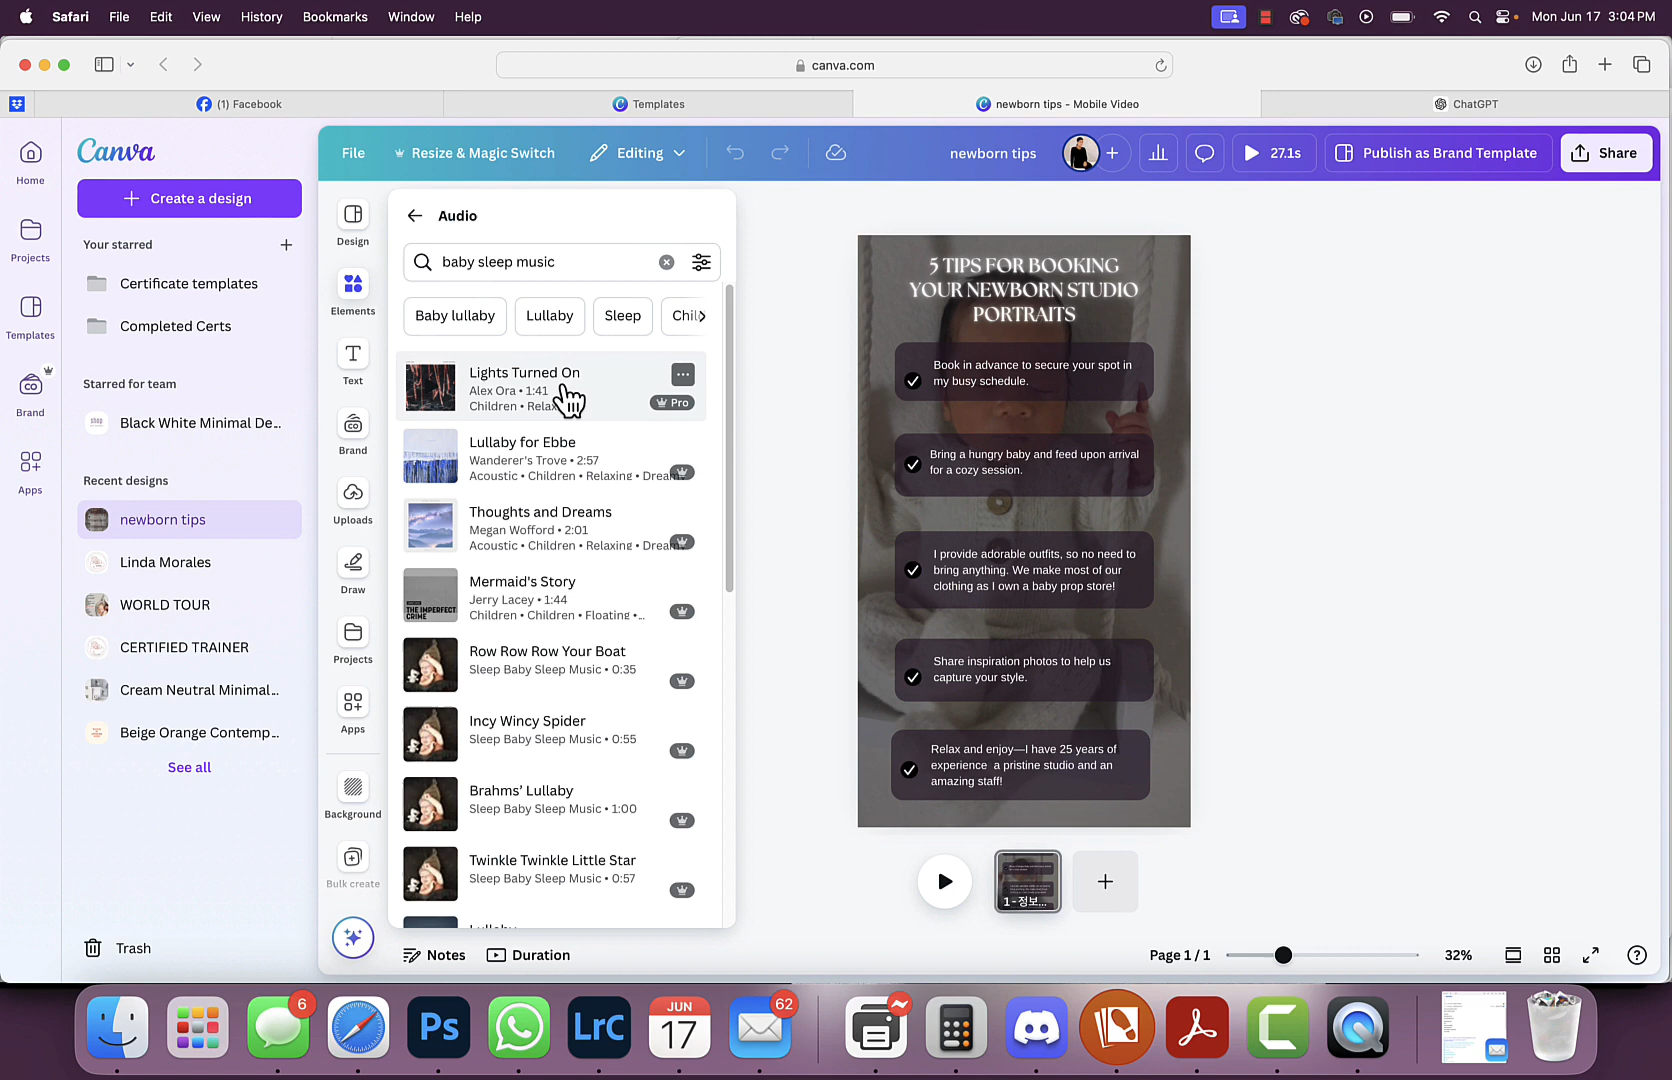 Safari File Edit View History Bookmarks Window Help
Mon Jun 17 3:04 PM
canva.com
(1) Facebook
Templates
newborn tips - Mobile Video
ChatGPT
Home
Projects
Templates
Brand
Apps
Canva
Create a design
Your starred
Certificate templates
Completed Certs
Starred for team
Black White Minimal De...
Recent designs
newborn tips
Linda Morales
WORLD TOUR
CERTIFIED TRAINER
Cream Neutral Minimal...
Beige Orange Contemp...
See all
Trash
File
Resize & Magic Switch
Editing
newborn tips
27.1s
Publish as Brand Template
Share
Design
Elements
Text
Brand
Uploads
Draw
Projects
Apps
Background
Bulk create
Audio
baby sleep music
Baby lullaby
Lullaby
Sleep
Lights Turned On
Alex Ora • 1:41
Children •
Pro
Lullaby for Ebbe
Wanderer's Trove • 2:57
Acoustic • Children • Relaxing •
Thoughts and Dreams
Megan Wofford • 2:01
Acoustic • Children • Relaxing •
Mermaid's Story
Jerry Lacey • 1:44
Children • Children • Floating •...
THE IMPERFECT
CRIME
Row Row Row Your Boat
Sleep Baby Sleep Music • 0:35
Incy Wincy Spider
Sleep Baby Sleep Music • 0:55
Brahms' Lullaby
Sleep Baby Sleep Music • 1:00
Twinkle Twinkle Little Star
Sleep Baby Sleep Music • 0:57
5 TIPS FOR BOOKING
YOUR NEWBORN STUDIO
PORTRAITS
Book in advance to secure your spot in
my busy schedule.
Bring a hungry baby and feed upon arrival
for a cozy session.
I provide adorable outfits, so no need to
bring anything. We make most of our
clothing as I own a baby prop store!
Share inspiration photos to help us
capture your style.
Relax and enjoy—I have 25 years of
experience a pristine studio and an
amazing staff!
1 - 정보...
Notes
Duration
Page 1 / 1
32%
6
Ps
LrC
JUN
17
62